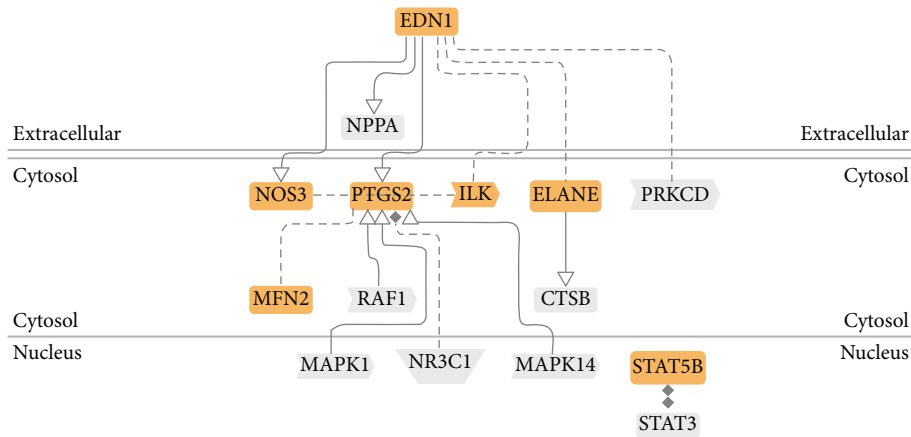 EDN1
NPPA
Extracellular Extracellular
Cytosol Cytosol
NOS3 PTGS2 ILK ELANE PRKCD
MFN2 RAF1 CTSB
Cytosol Cytosol
Nucleus Nucleus
MAPK1 NR3C1 MAPK14 STAT5B
STAT3